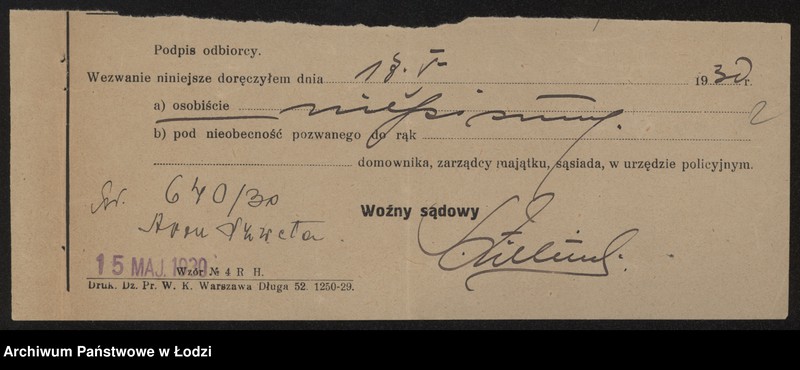 Podpis odbiorcy.
Wezwanie niniejsze doręczyłem dnia 18. V 1930 r.
a) osobiście
b) pod nieobecność pozwanego do rąk
domownika, zarządcy majątku, sąsiada, w urzędzie policyjnym.
640/30
Woźny sądowy
15 MAJ. 1930
Wzór № 4 R. H.
Druk. Dz. Pr. W. K. Warszawa Długa 52. 1250-29.
Archiwum Państwowe w Łodzi